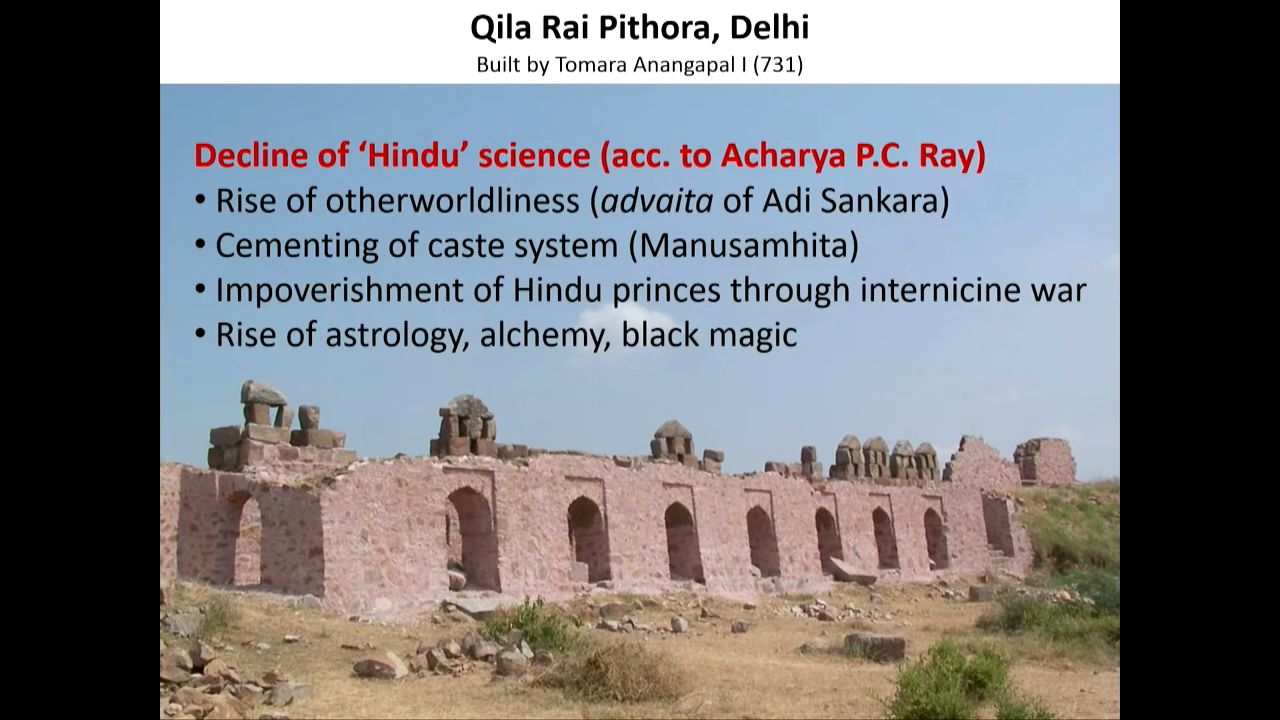 Qila Rai Pithora, Delhi
Built by Tomara Anangapal I (731)
Decline of ‘Hindu’ science (acc. to Acharya P.C. Ray)
• Rise of otherworldliness (advaita of Adi Sankara)
• Cementing of caste system (Manusamhita)
• Impoverishment of Hindu princes through internicine war
• Rise of astrology, alchemy, black magic